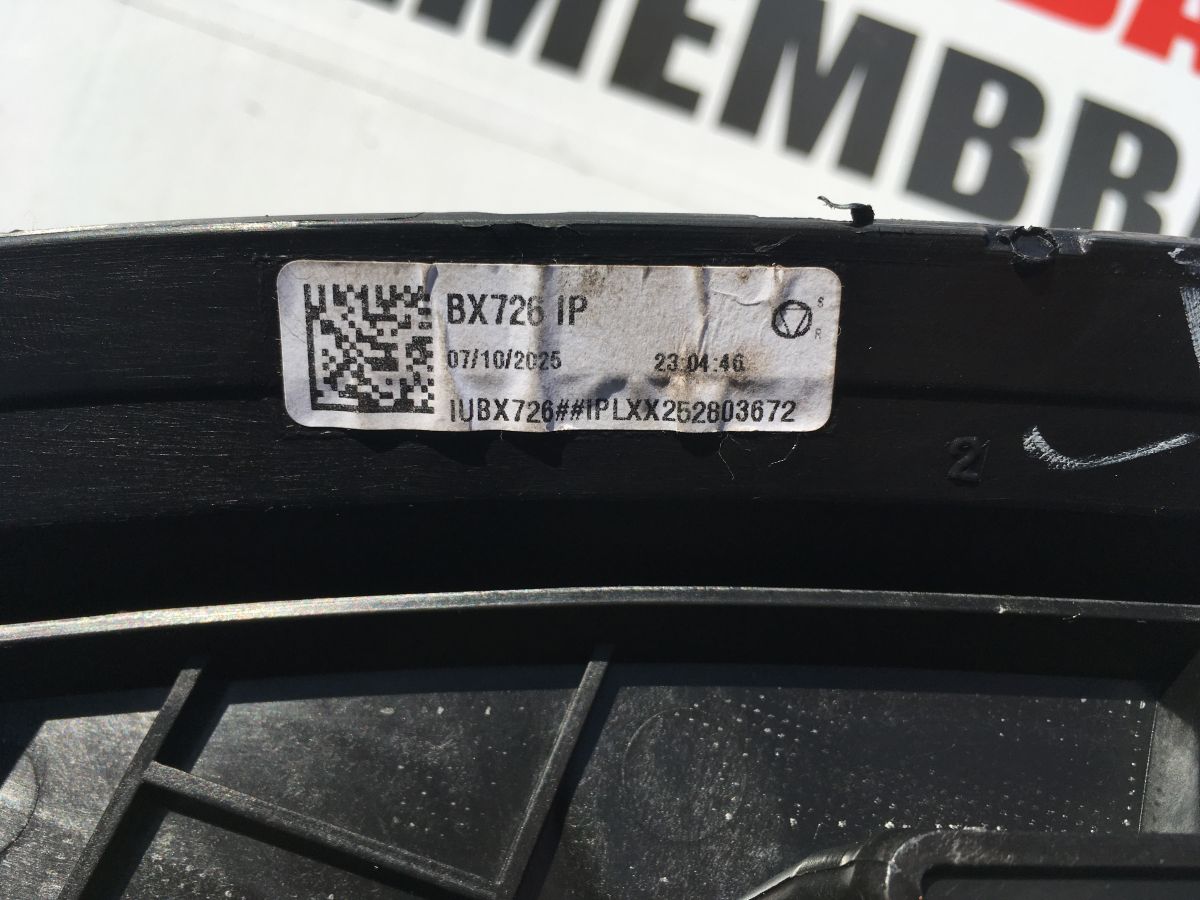 MEMBR
BX726 IP
S
R
07/10/2025 23:04:46
IUBX726##IPLXX252803672
2